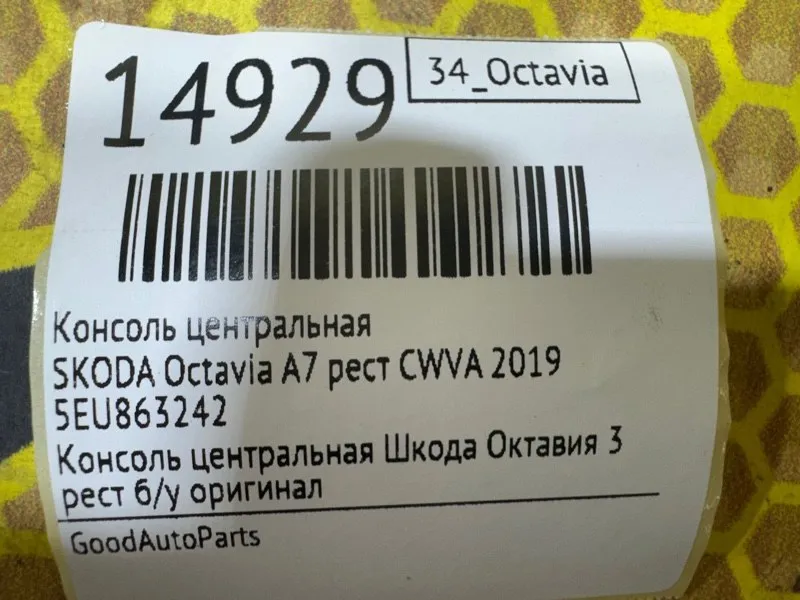 14929
34_Octavia
Консоль центральная
SKODA Octavia A7 рест CWVA 2019
5EU863242
Консоль центральная Шкода Октавия 3
рест б/у оригинал
GoodAutoParts